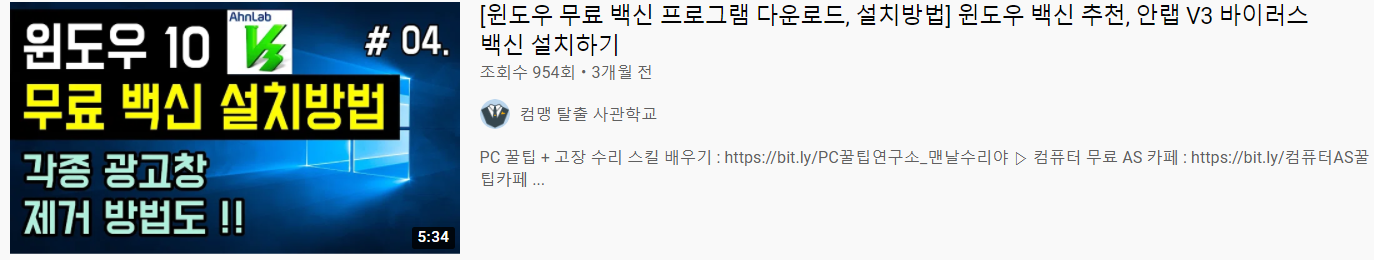 AhnLab
V3
윈도우 10
# 04.
무료 백신 설치방법
각종 광고창
제거 방법도 !!
5:34
[윈도우 무료 백신 프로그램 다운로드, 설치방법] 윈도우 백신 추천, 안랩 V3 바이러스
백신 설치하기
조회수 954회 • 3개월 전
컴맹 탈출 사관학교
PC 꿀팁 + 고장 수리 스킬 배우기 : https://bit.ly/PC꿀팁연구소_맨날수리야 ▷ 컴퓨터 무료 AS 카페 : https://bit.ly/컴퓨터AS꿀
팁카페 ...